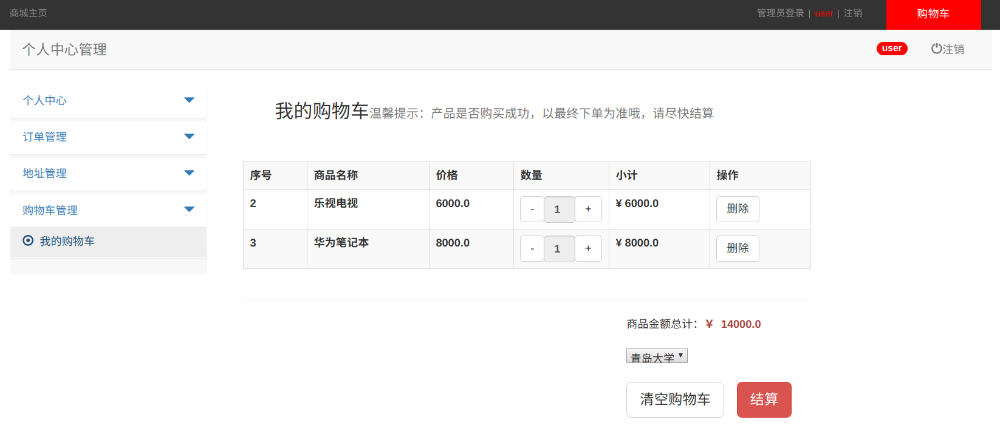 商城主页 管理员登录 | user | 注销 购物车
个人中心管理 user 注销
个人中心
订单管理
地址管理
购物车管理
我的购物车
我的购物车温馨提示：产品是否购买成功，以最终下单为准哦，请尽快结算
序号 商品名称 价格 数量 小计 操作
2 乐视电视 6000.0 - 1 + ¥ 6000.0 删除
3 华为笔记本 8000.0 - 1 + ¥ 8000.0 删除
商品金额总计：￥ 14000.0
青岛大学
清空购物车 结算